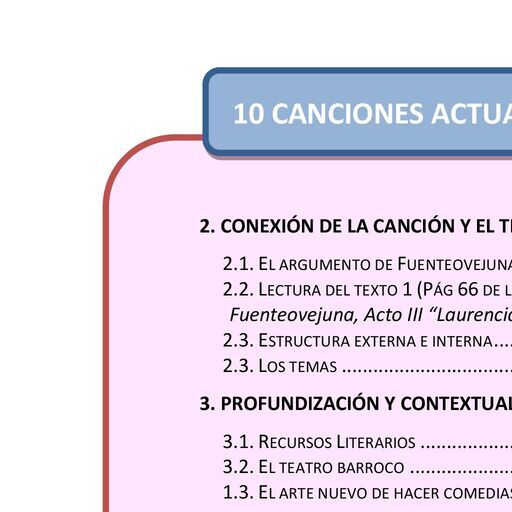 10 CANCIONES ACTUA
2. CONEXIÓN DE LA CANCIÓN Y EL T
2.1. EL ARGUMENTO DE FUENTEOVEJUNA
2.2. LECTURA DEL TEXTO 1 (PÁG 66 DE L
Fuenteovejuna, Acto III “Laurencia
2.3. ESTRUCTURA EXTERNA E INTERNA....
2.3. LOS TEMAS ................................
3. PROFUNDIZACIÓN Y CONTEXTUAL
3.1. RECURSOS LITERARIOS .................
3.2. EL TEATRO BARROCO ...................
1.3. EL ARTE NUEVO DE HACER COMEDIAS